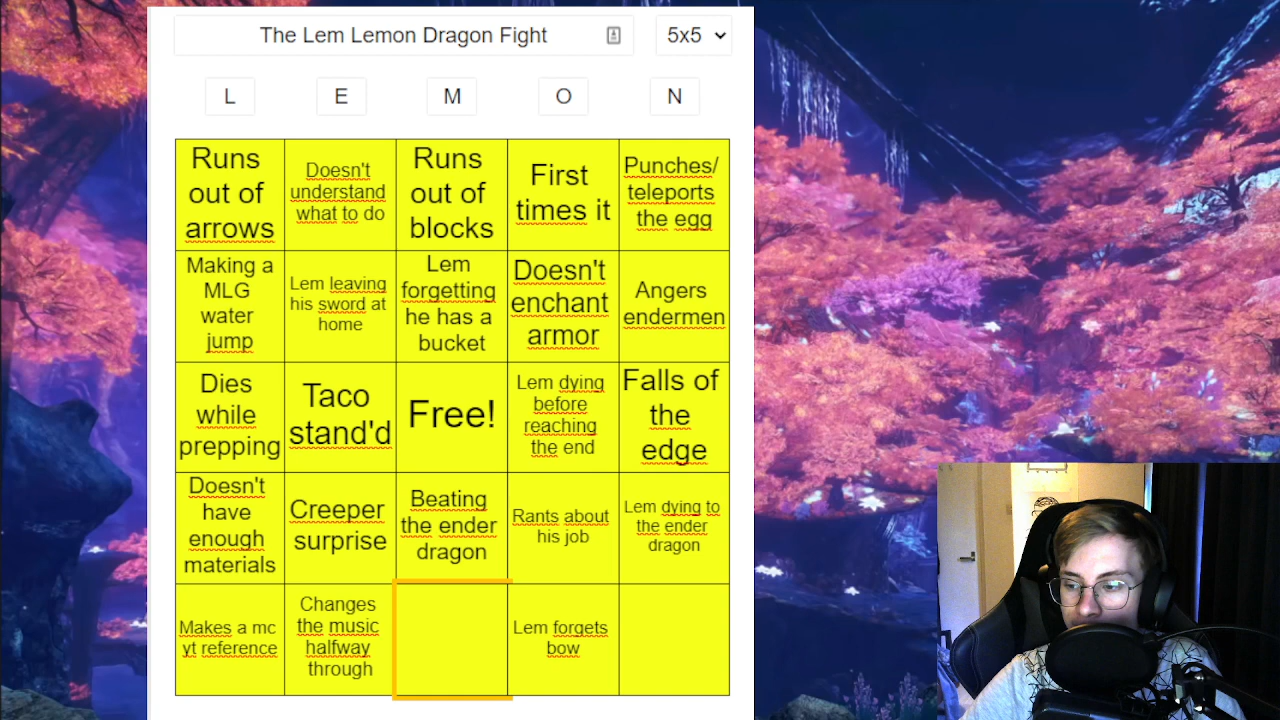 The Lem Lemon Dragon Fight
5x5
L E M O N
Runs
out of
arrows
Doesn't
understand
what to do
Runs
out of
blocks
First
times it
Punches/
teleports
the egg
Making a
MLG
water
jump
Lem leaving
his sword at
home
Lem
forgetting
he has a
bucket
Doesn't
enchant
armor
Angers
endermen
Dies
while
prepping
Taco
stand'd
Free!
Lem dying
before
reaching
the end
Falls of
the
edge
Doesn't
have
enough
materials
Creeper
surprise
Beating
the ender
dragon
Rants about
his job
Lem dying to
the ender
dragon
Makes a mc
yt reference
Changes
the music
halfway
through
Lem forgets
bow